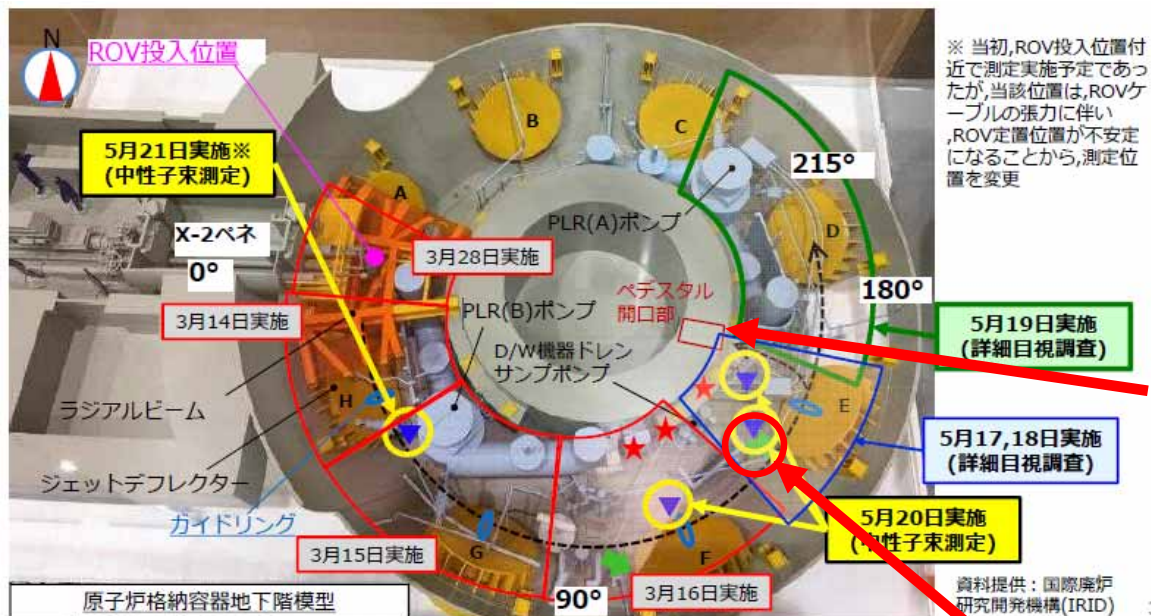 N
ROV投入位置
5月21日実施※
(中性子束測定)
※ 当初,ROV投入位置付
近で測定実施予定であっ
たが,当該位置は,ROVケ
ーブルの張力に伴い
,ROV定置位置が不安定
になることから,測定位
置を変更
B
C
215°
A
PLR(A)ポンプ
D
X-2ペネ
0°
3月28日実施
180°
3月14日実施
PLR(B)ポンプ
ペデスタル
開口部
D/W機器ドレン
サンプポンプ
5月19日実施
(詳細目視調査)
ラジアルビーム
H
E
5月17,18日実施
(詳細目視調査)
ジェットデフレクター
ガイドリング
5月20日実施
(中性子束測定)
G
F
3月15日実施
3月16日実施
90°
原子炉格納容器地下階模型
資料提供：国際廃炉
研究開発機構(IRID)